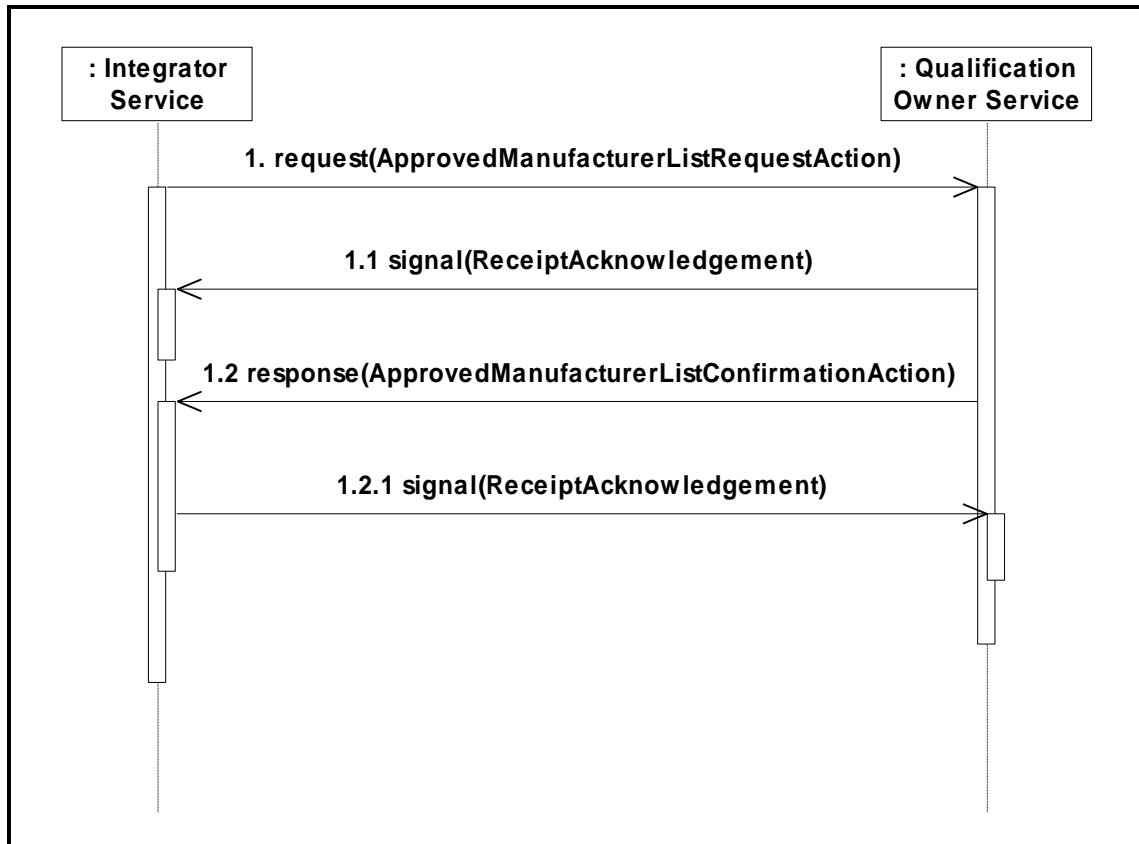 : Integrator
Service
: Qualification
Owner Service
1. request(ApprovedManufacturerListRequestAction)
1.1 signal(ReceiptAcknowledgement)
1.2 response(ApprovedManufacturerListConfirmationAction)
1.2.1 signal(ReceiptAcknowledgement)